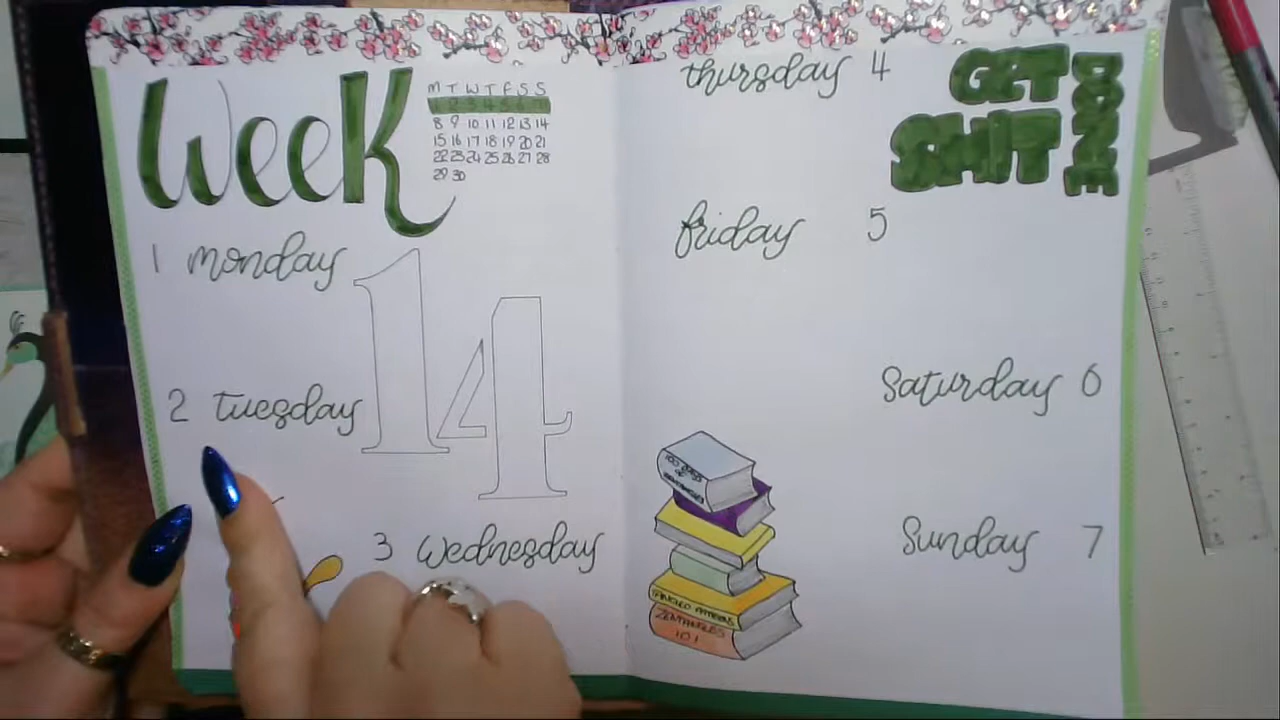 Week
M T W T F S S
1 2 3 4 5 6 7
8 9 10 11 12 13 14
15 16 17 18 19 20 21
22 23 24 25 26 27 28
29 30
1 monday
14
2 tuesday
3 Wednesday
thursday 4
GET
SHIT
DONE
friday 5
saturday 6
Sunday 7
TANGLED PATTERNS
ZENTANGLES
101